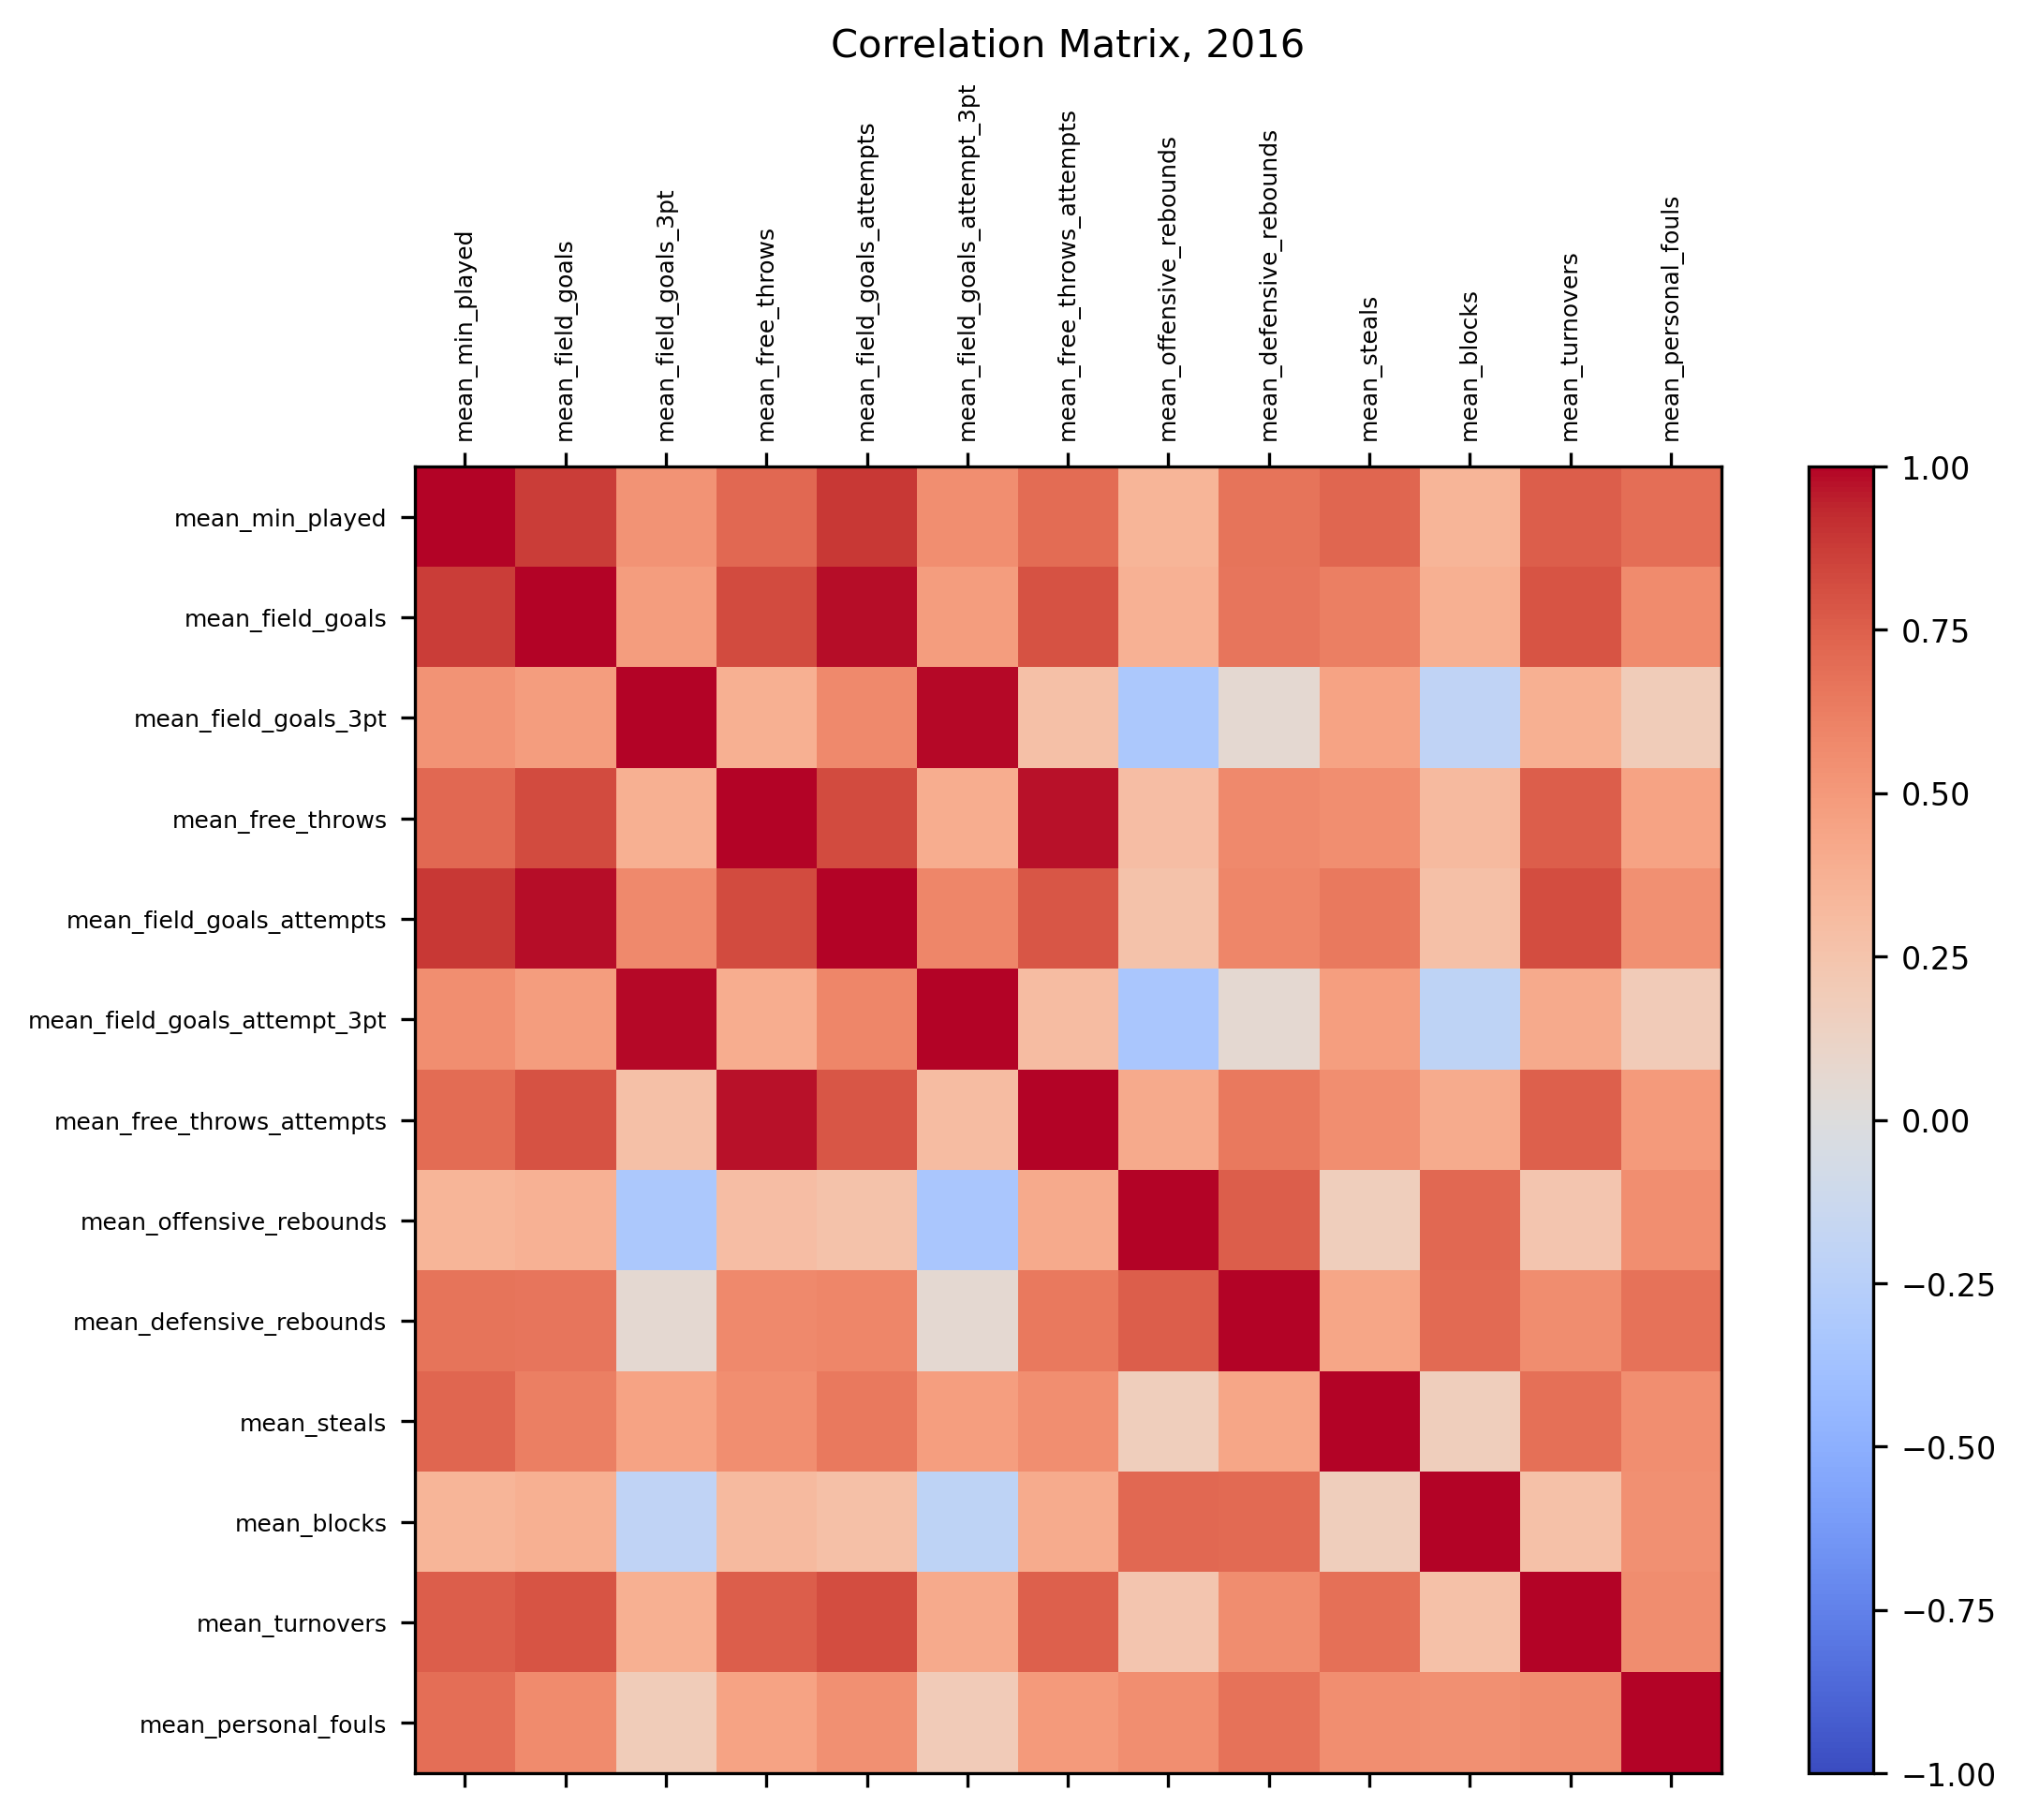 Correlation Matrix, 2016
mean_min_played
mean_field_goals
mean_field_goals_3pt
mean_free_throws
mean_field_goals_attempts
mean_field_goals_attempt_3pt
mean_free_throws_attempts
mean_offensive_rebounds
mean_defensive_rebounds
mean_steals
mean_blocks
mean_turnovers
mean_personal_fouls
mean_min_played
mean_field_goals
mean_field_goals_3pt
mean_free_throws
mean_field_goals_attempts
mean_field_goals_attempt_3pt
mean_free_throws_attempts
mean_offensive_rebounds
mean_defensive_rebounds
mean_steals
mean_blocks
mean_turnovers
mean_personal_fouls
1.00
0.75
0.50
0.25
0.00
−0.25
−0.50
−0.75
−1.00